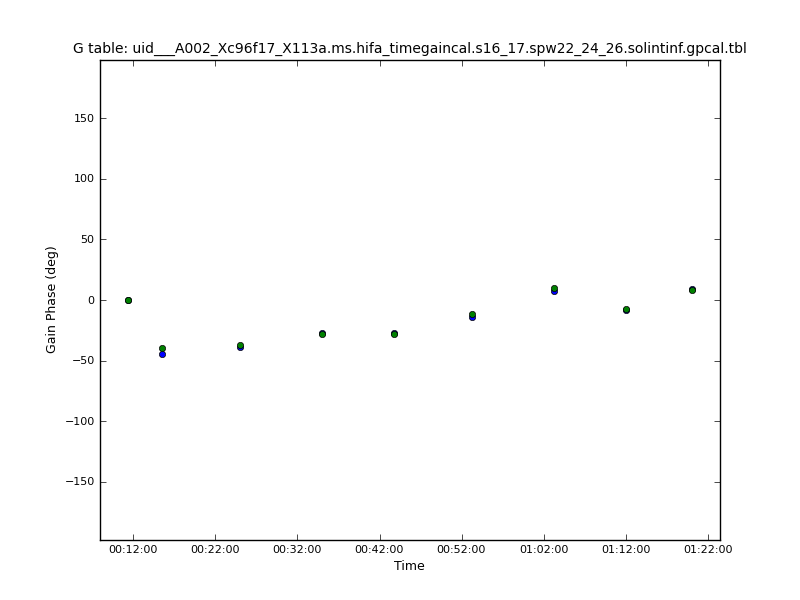 G table: uid___A002_Xc96f17_X113a.ms.hifa_timegaincal.s16_17.spw22_24_26.solintinf.gpcal.tbl
150
100
50
0
−50
−100
−150
Gain Phase (deg)
00:12:00 00:22:00 00:32:00 00:42:00 00:52:00 01:02:00 01:12:00 01:22:00
Time